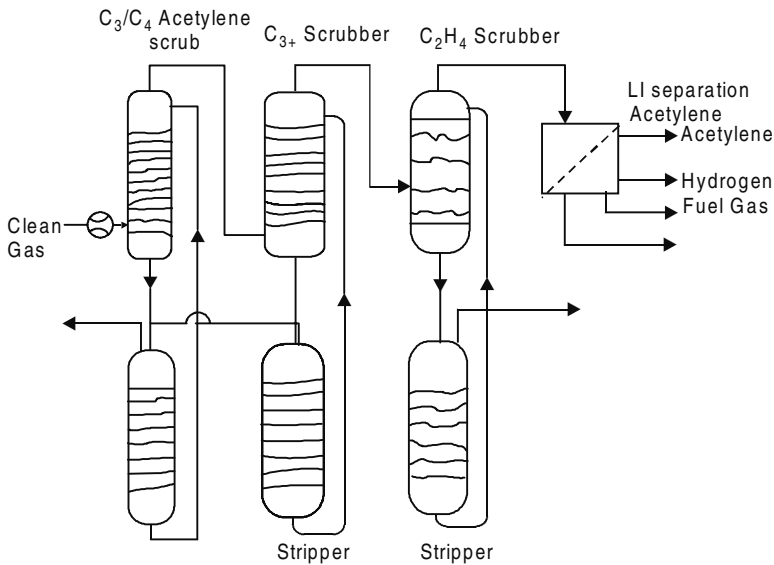 C3/C4 Acetylene
scrub
C3+ Scrubber
C2H4 Scrubber
LI separation
Acetylene
Acetylene
Hydrogen
Fuel Gas
Clean
Gas
Stripper
Stripper